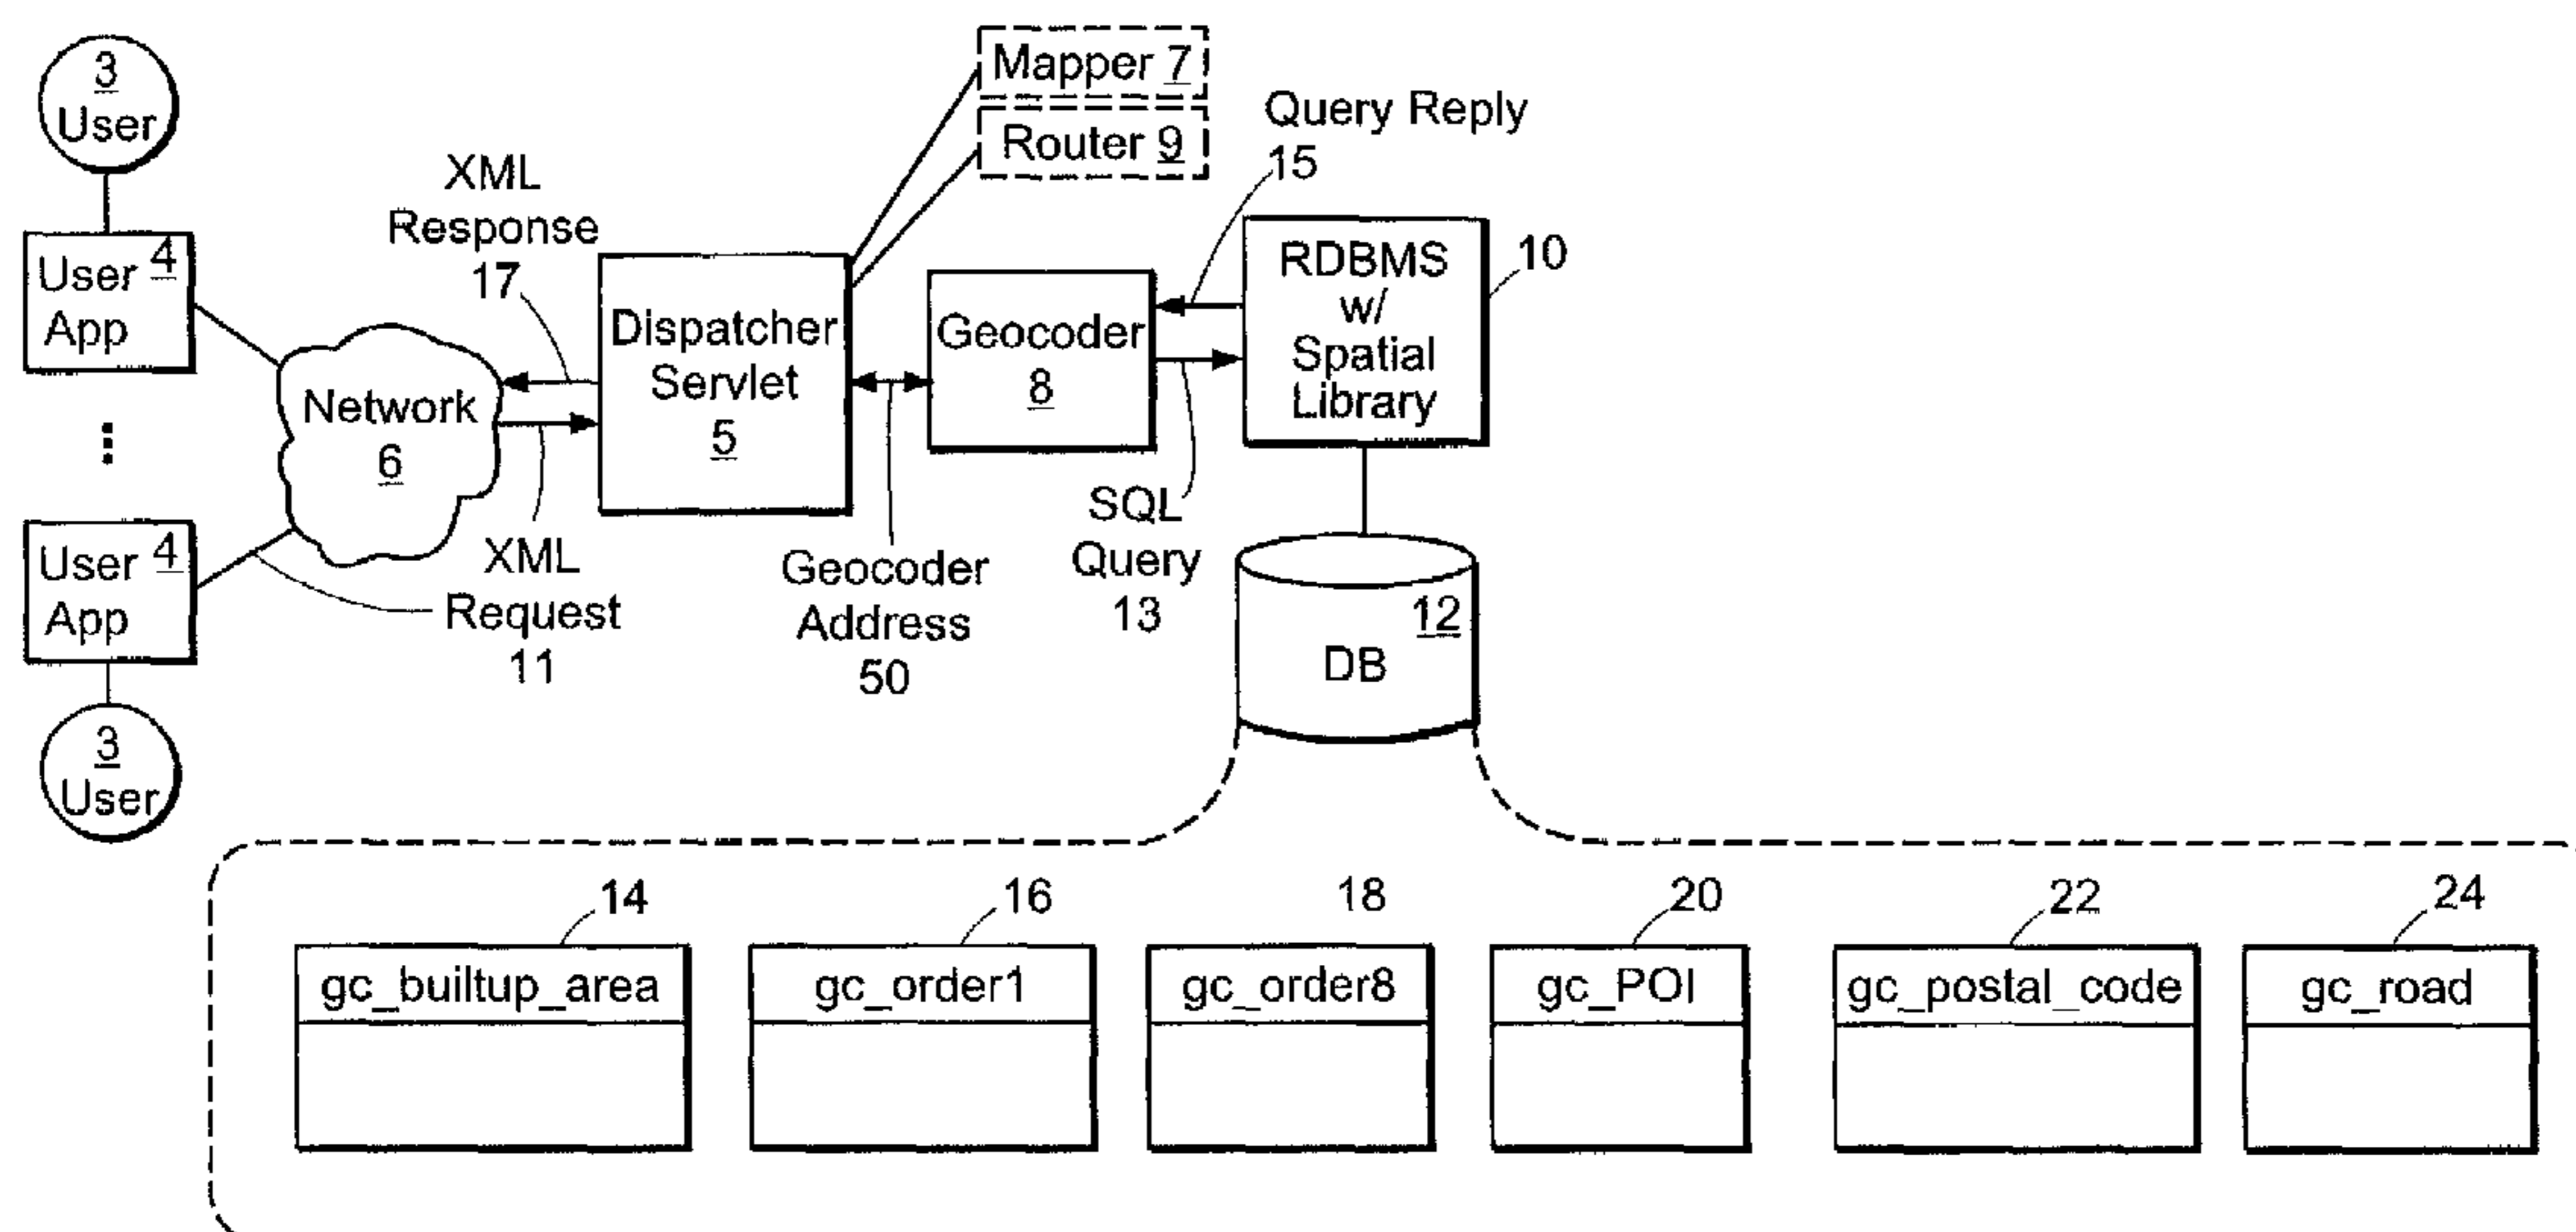 3
User
User 4
App
Network
6
User 4
App
3
User
XML
Response
17
XML
Request
11
Dispatcher
Servlet
5
Mapper 7
Router 9
Geocoder
Address
50
Geocoder
8
Query Reply
15
SQL
Query
13
RDBMS
w/
Spatial
Library
10
12
DB
14
gc_builtup_area
16
gc_order1
18
gc_order8
20
gc_POI
22
gc_postal_code
24
gc_road